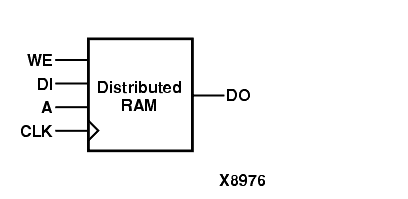 WE
DI
A
CLK
Distributed
RAM
DO
X8976